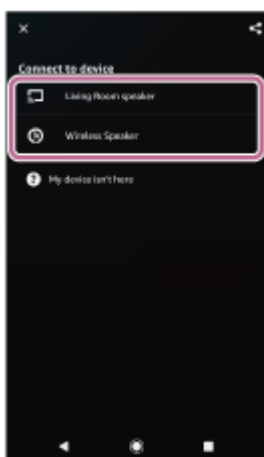 Connect to device
Living Room speaker
Wireless Speaker
My device isn't here